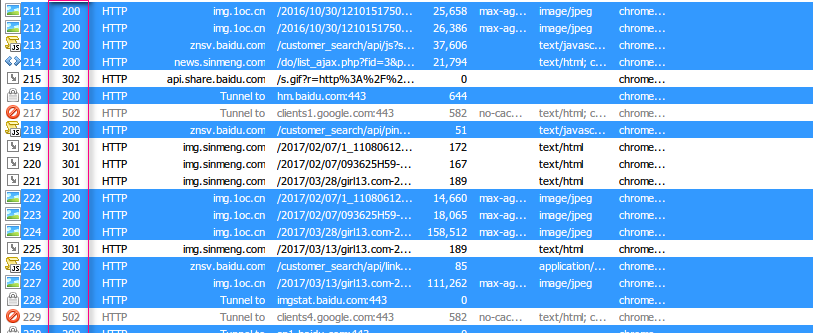 211 200 HTTP img.1oc.cn /2016/10/30/1210151750... 25,658 max-ag... image/jpeg chrome...
212 200 HTTP img.1oc.cn /2016/10/30/1210151750... 26,386 max-ag... image/jpeg chrome...
213 200 HTTP znsv.baidu.com /customer_search/api/js?s... 37,606 text/javasc... chrome...
214 200 HTTP news.sinmeng.com /do/list_ajax.php?fid=3&p... 21,794 text/html; c... chrome...
215 302 HTTP api.share.baidu.com /s.gif?r=http%3A%2F%2... 0 chrome...
216 200 HTTP Tunnel to hm.baidu.com:443 644 chrome...
217 502 HTTP Tunnel to clients1.google.com:443 582 no-cac... text/html; c... chrome...
218 200 HTTP znsv.baidu.com /customer_search/api/pin... 51 text/javasc... chrome...
219 301 HTTP img.sinmeng.com /2017/02/07/1_11080612... 172 text/html chrome...
220 301 HTTP img.sinmeng.com /2017/02/07/093625H59-... 167 text/html chrome...
221 301 HTTP img.sinmeng.com /2017/03/28/girl13.com-2... 189 text/html chrome...
222 200 HTTP img.1oc.cn /2017/02/07/1_11080612... 14,660 max-ag... image/jpeg chrome...
223 200 HTTP img.1oc.cn /2017/02/07/093625H59-... 18,065 max-ag... image/jpeg chrome...
224 200 HTTP img.1oc.cn /2017/03/28/girl13.com-2... 158,512 max-ag... image/jpeg chrome...
225 301 HTTP img.sinmeng.com /2017/03/13/girl13.com-2... 189 text/html chrome...
226 200 HTTP znsv.baidu.com /customer_search/api/link... 85 application/... chrome...
227 200 HTTP img.1oc.cn /2017/03/13/girl13.com-2... 111,262 max-ag... image/jpeg chrome...
228 200 HTTP Tunnel to imgstat.baidu.com:443 0 chrome...
229 502 HTTP Tunnel to clients4.google.com:443 582 no-cac... text/html; c... chrome...